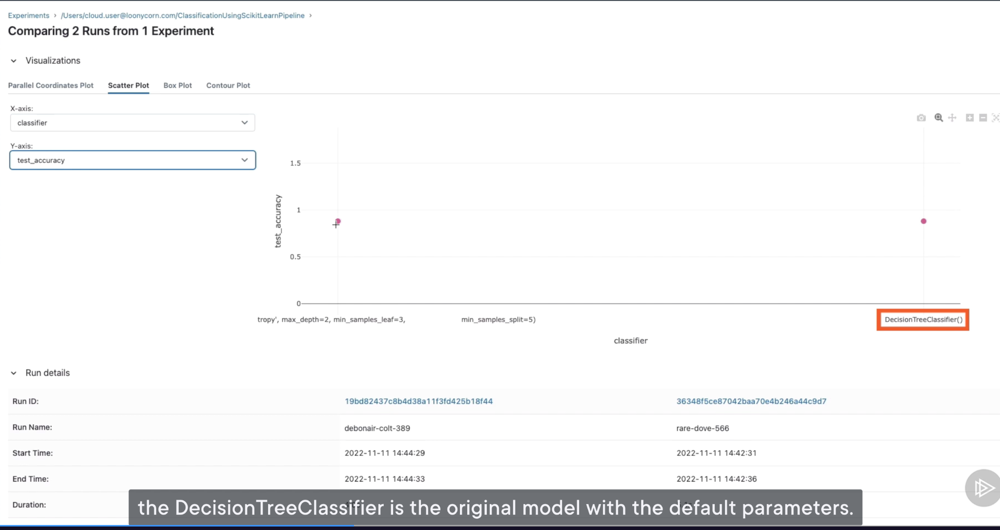 Experiments › /Users/cloud.user@loonycorn.com/ClassificationUsingScikitLearnPipeline ›
Comparing 2 Runs from 1 Experiment
Visualizations
Parallel Coordinates Plot Scatter Plot Box Plot Contour Plot
X-axis:
classifier
Y-axis:
test_accuracy
1.5
1
0.5
0
test_accuracy
tropy', max_depth=2, min_samples_leaf=3, min_samples_split=5) DecisionTreeClassifier()
classifier
Run details
Run ID: 19bd82437c8b4d38a11f3fd425b18f44 36348f5ce87042baa70e4b246a44c9d7
Run Name: debonair-colt-389 rare-dove-566
Start Time: 2022-11-11 14:44:29 2022-11-11 14:42:31
End Time: 2022-11-11 14:44:33 2022-11-11 14:42:36
Duration:
the DecisionTreeClassifier is the original model with the default parameters.